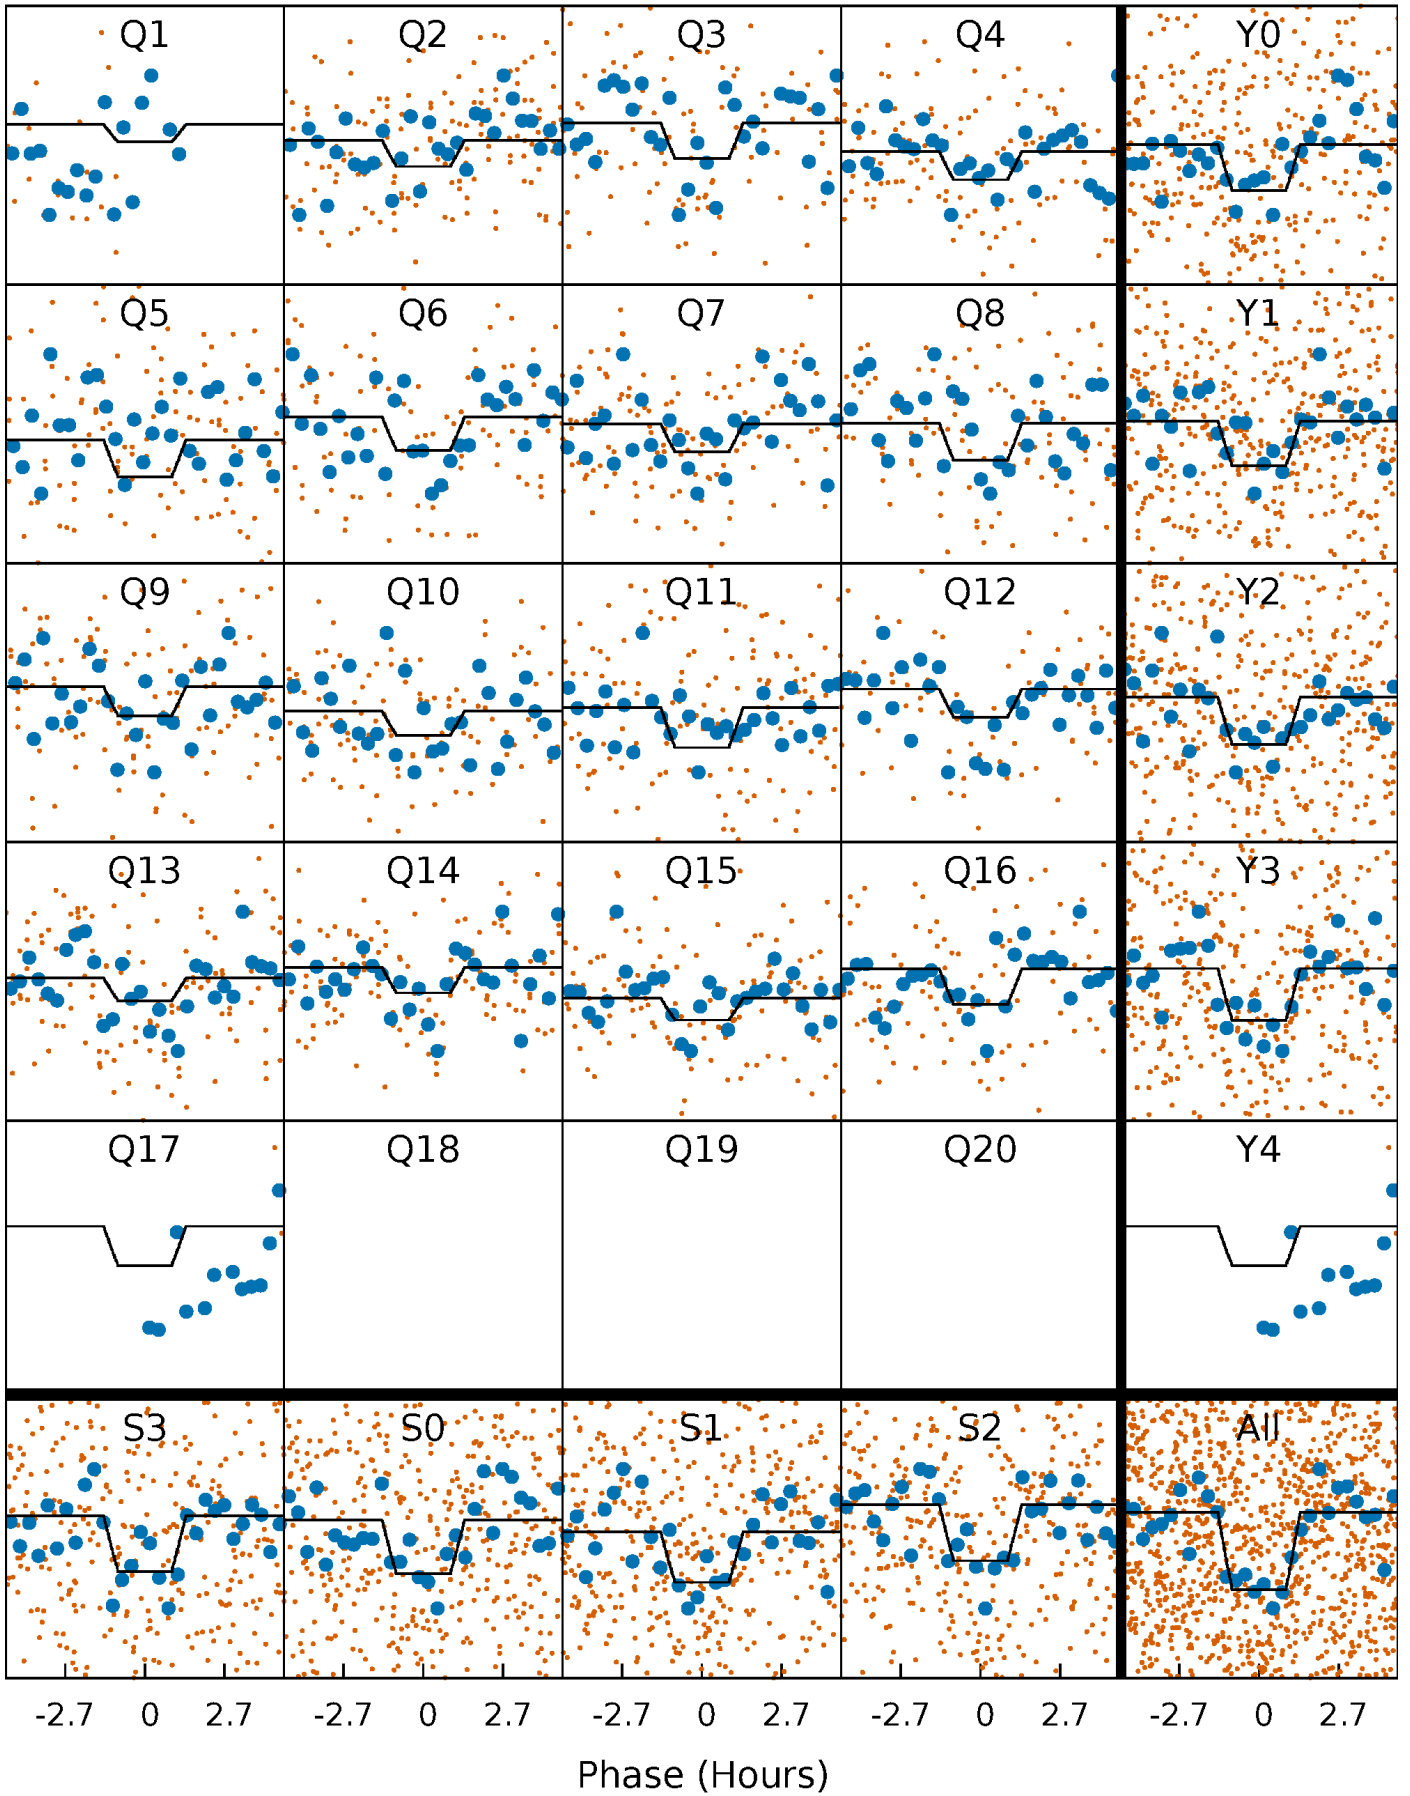 Q1 Q2 Q3 Q4 Y0
Q5 Q6 Q7 Q8 Y1
Q9 Q10 Q11 Q12 Y2
Q13 Q14 Q15 Q16 Y3
Q17 Q18 Q19 Q20 Y4
S3 S0 S1 S2 All
-2.7 0 2.7 -2.7 0 2.7 -2.7 0 2.7 -2.7 0 2.7 -2.7 0 2.7
Phase (Hours)